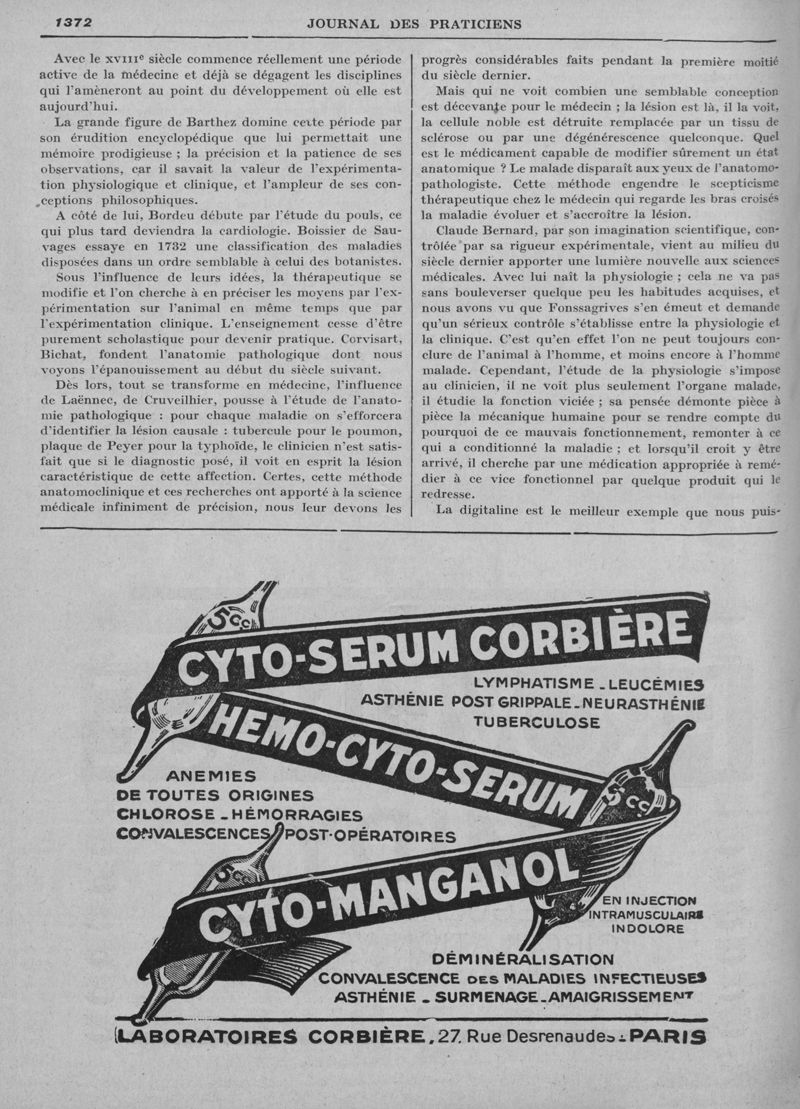 1372
JOURNAL DES PRATICIENS
Avec le XVIIIe siècle commence réellement une période
active de la médecine et déjà se dégagent les disciplines
qui l'amèneront au point du développement où elle est
aujourd'hui.
La grande figure de Barthez domine cette période par
son érudition encyclopédique que lui permettait une
mémoire prodigieuse ; la précision et la patience de ses
observations, car il savait la valeur de l'expérimenta-
tion physiologique et clinique, et l'ampleur de ses con-
ceptions philosophiques.
A côté de lui, Bordeu débute par l'étude du pouls, ce
qui plus tard deviendra la cardiologie. Boissier de Sau-
vages essaye en 1732 une classification des maladies
disposées dans un ordre semblable à celui des botanistes.
Sous l'influence de leurs idées, la thérapeutique se
modifie et l'on cherche à en préciser les moyens par l'ex-
périmentation sur l'animal en même temps que par
l'expérimentation clinique. L'enseignement cesse d'être
purement scholastique pour devenir pratique. Corvisart,
Bichat, fondent l'anatomie pathologique dont nous
voyons l'épanouissement au début du siècle suivant.
Dès lors, tout se transforme en médecine, l'influence
de Laënnec, de Cruveilhier, pousse à l'étude de l'anato-
mie pathologique : pour chaque maladie on s'efforcera
d'identifier la lésion causale : tubercule pour le poumon,
plaque de Peyer pour la typhoïde, le clinicien n'est satis-
fait que si le diagnostic posé, il voit en esprit la lésion
caractéristique de cette affection. Certes, cette méthode
anatomoclinique et ces recherches ont apporté à la science
médicale infiniment de précision, nous leur devons les
progrès considérables faits pendant la première moitié
du siècle dernier.
Mais qui ne voit combien une semblable conception
est décevante pour le médecin ; la lésion est là, il la voit,
la cellule noble est détruite remplacée par un tissu de
sclérose ou par une dégénérescence quelconque. Quel
est le médicament capable de modifier sûrement un état
anatomique ? Le malade disparaît aux yeux de l'anatomo-
pathologiste. Cette méthode engendre le scepticisme
thérapeutique chez le médecin qui regarde les bras croisés
la maladie évoluer et s'accroître la lésion.
Claude Bernard, par son imagination scientifique, con-
trôlée par sa rigueur expérimentale, vient au milieu du
siècle dernier apporter une lumière nouvelle aux sciences
médicales. Avec lui naît la physiologie ; cela ne va pas
sans bouleverser quelque peu les habitudes acquises, et
nous avons vu que Fonssagrives s'en émeut et demande
qu'un sérieux contrôle s'établisse entre la physiologie et
la clinique. C'est qu'en effet l'on ne peut toujours con-
clure de l'animal à l'homme, et moins encore à l'homme
malade. Cependant, l'étude de la physiologie s'impose
au clinicien, il ne voit plus seulement l'organe malade,
il étudie la fonction viciée ; sa pensée démonte pièce à
pièce la mécanique humaine pour se rendre compte du
pourquoi de ce mauvais fonctionnement, remonter à ce
qui a conditionné la maladie ; et lorsqu'il croit y être
arrivé, il cherche par une médication appropriée à remé-
dier à ce vice fonctionnel par quelque produit qui le
redresse.
La digitaline est le meilleur exemple que nous puis-
5cc.
CYTO-SERUM CORBIÈRE
LYMPHATISME - LEUCÉMIES
ASTHÉNIE POST GRIPPALE - NEURASTHÉNIE
TUBERCULOSE
HEMO-CYTO-SERUM
5cc
ANEMIES
DE TOUTES ORIGINES
CHLOROSE - HÉMORRAGIES
CONVALESCENCES POST-OPÉRATOIRES
5cc
CYTO-MANGANOL
EN INJECTION
INTRAMUSCULAIRE
INDOLORE
DÉMINÉRALISATION
CONVALESCENCE DES MALADIES INFECTIEUSES
ASTHÉNIE - SURMENAGE - AMAIGRISSEMENT
LABORATOIRES CORBIÈRE, 27, Rue Desrenaudes - PARIS